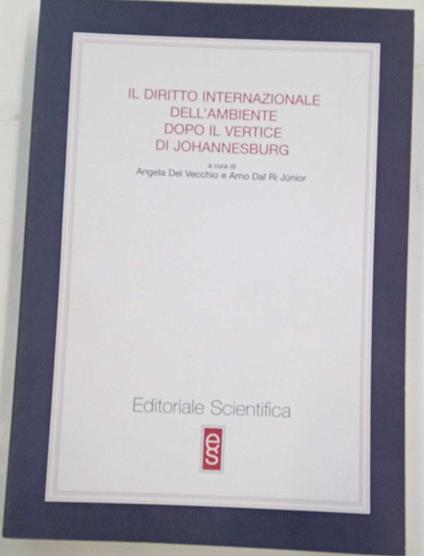 IL DIRITTO INTERNAZIONALE
DELL'AMBIENTE
DOPO IL VERTICE
DI JOHANNESBURG
a cura di
Angela Del Vecchio e Arno Dal Ri Júnior
Editoriale Scientifica
es